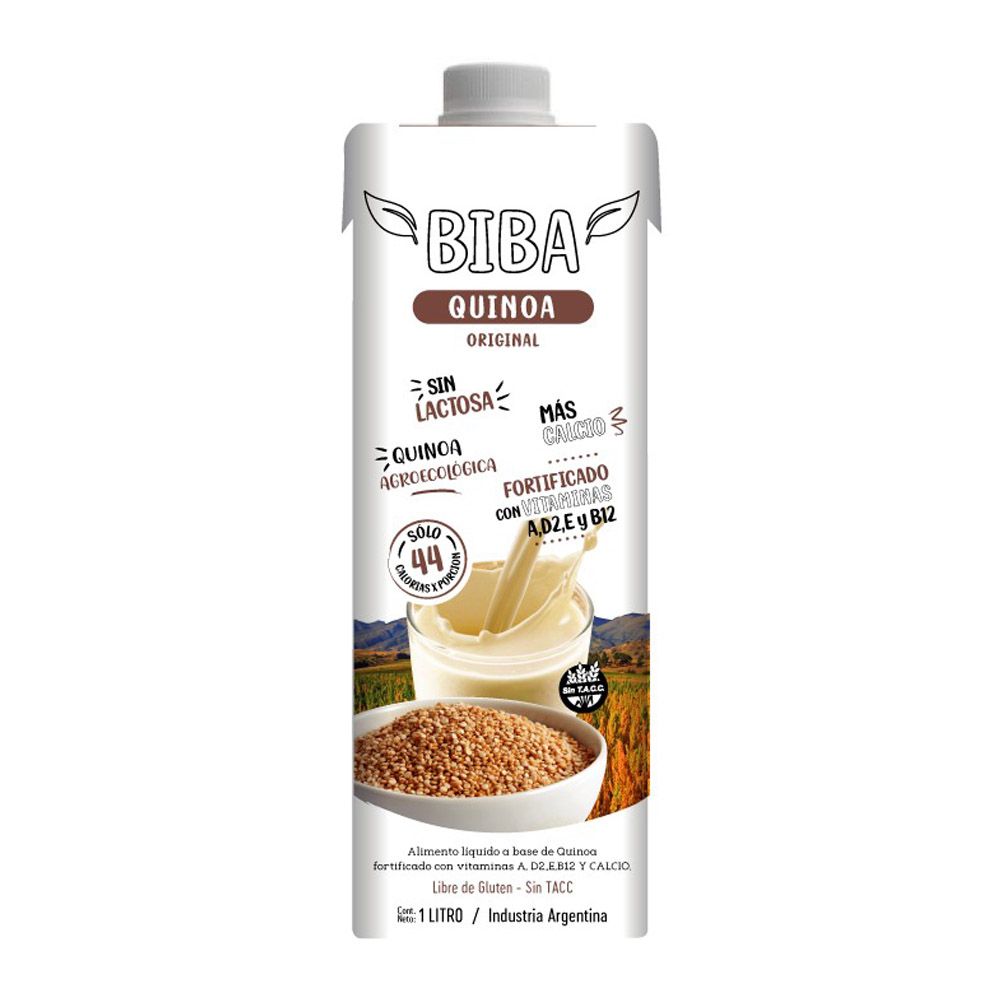 BIBA
QUINOA
ORIGINAL
SIN
LACTOSA
MÁS
CALCIO
QUINOA
AGROECOLÓGICA
FORTIFICADO
CON VITAMINAS
A,D2,E y B12
SÓLO
44
CALORIAS X PORCIÓN
Sin T.A.C.C.
Alimento líquido a base de Quinoa
fortificado con vitaminas A, D2,E,B12 Y CALCIO.
Libre de Gluten - Sin TACC
Cont. Neto: 1 LITRO / Industria Argentina